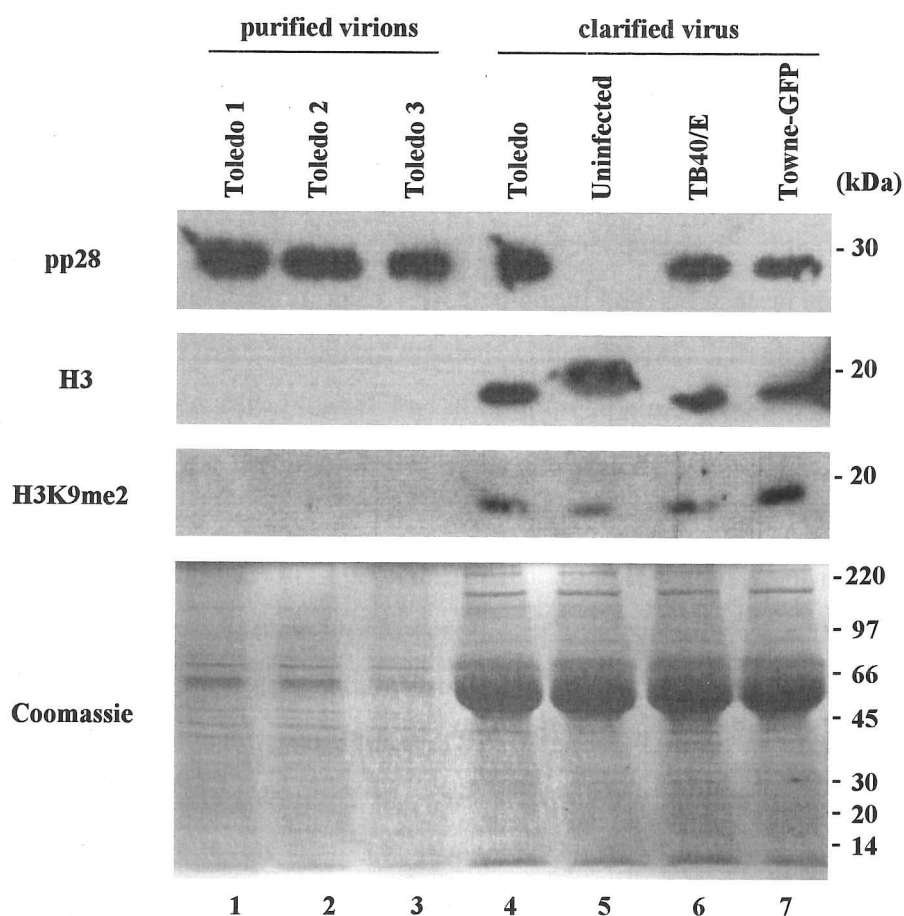 purified virions
clarified virus
Toledo 1
Toledo 2
Toledo 3
Toledo
Uninfected
TB40/E
Towne-GFP
(kDa)
pp28
- 30
H3
- 20
H3K9me2
- 20
Coomassie
-220
- 97
- 66
- 45
- 30
- 20
- 14
1 2 3 4 5 6 7